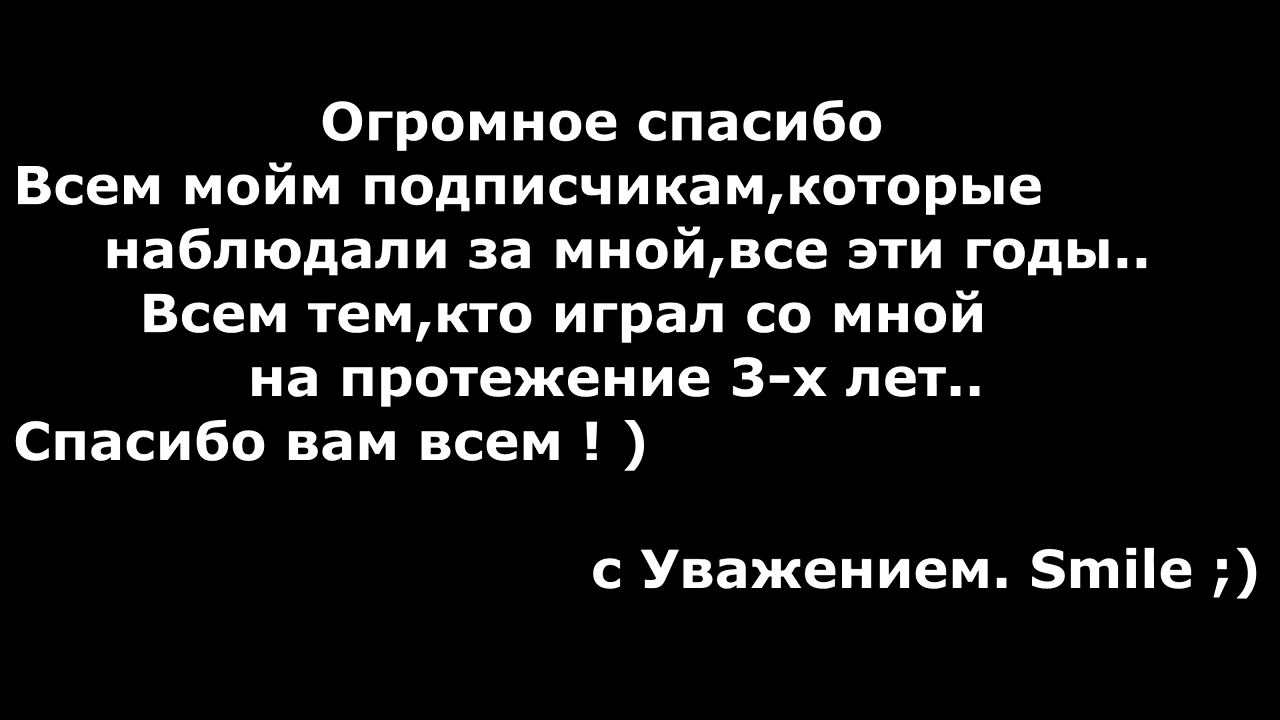 Огромное спасибо
Всем мойм подписчикам,которые
наблюдали за мной,все эти годы..
Всем тем,кто играл со мной
на протежение 3-х лет..
Спасибо вам всем ! )
с Уважением. Smile ;)